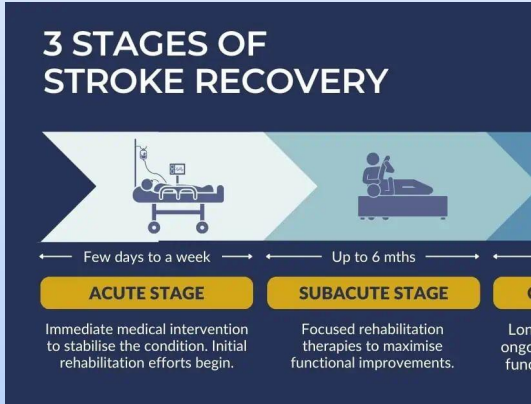 3 STAGES OF
STROKE RECOVERY
Few days to a week
ACUTE STAGE
Immediate medical intervention
to stabilise the condition. Initial
rehabilitation efforts begin.
Up to 6 mths
SUBACUTE STAGE
Focused rehabilitation
therapies to maximise
functional improvements.